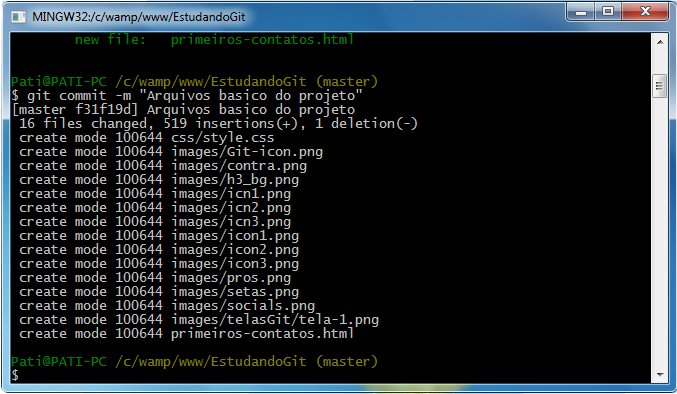 MINGW32:/c/wamp/www/EstudandoGit
new file:   primeiros-contatos.html
Pati@PATI-PC /c/wamp/www/EstudandoGit (master)
$ git commit -m "Arquivos basico do projeto"
[master f31f19d] Arquivos basico do projeto
 16 files changed, 519 insertions(+), 1 deletion(-)
 create mode 100644 css/style.css
 create mode 100644 images/Git-icon.png
 create mode 100644 images/contra.png
 create mode 100644 images/h3_bg.png
 create mode 100644 images/icn1.png
 create mode 100644 images/icn2.png
 create mode 100644 images/icn3.png
 create mode 100644 images/icon1.png
 create mode 100644 images/icon2.png
 create mode 100644 images/icon3.png
 create mode 100644 images/pros.png
 create mode 100644 images/setas.png
 create mode 100644 images/socials.png
 create mode 100644 images/telasGit/tela-1.png
 create mode 100644 primeiros-contatos.html
Pati@PATI-PC /c/wamp/www/EstudandoGit (master)
$